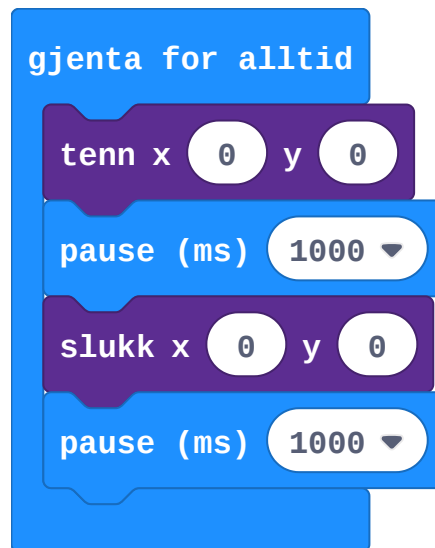 gjenta for alltid
tenn x 0 y 0
pause (ms) 1000
slukk x 0 y 0
pause (ms) 1000